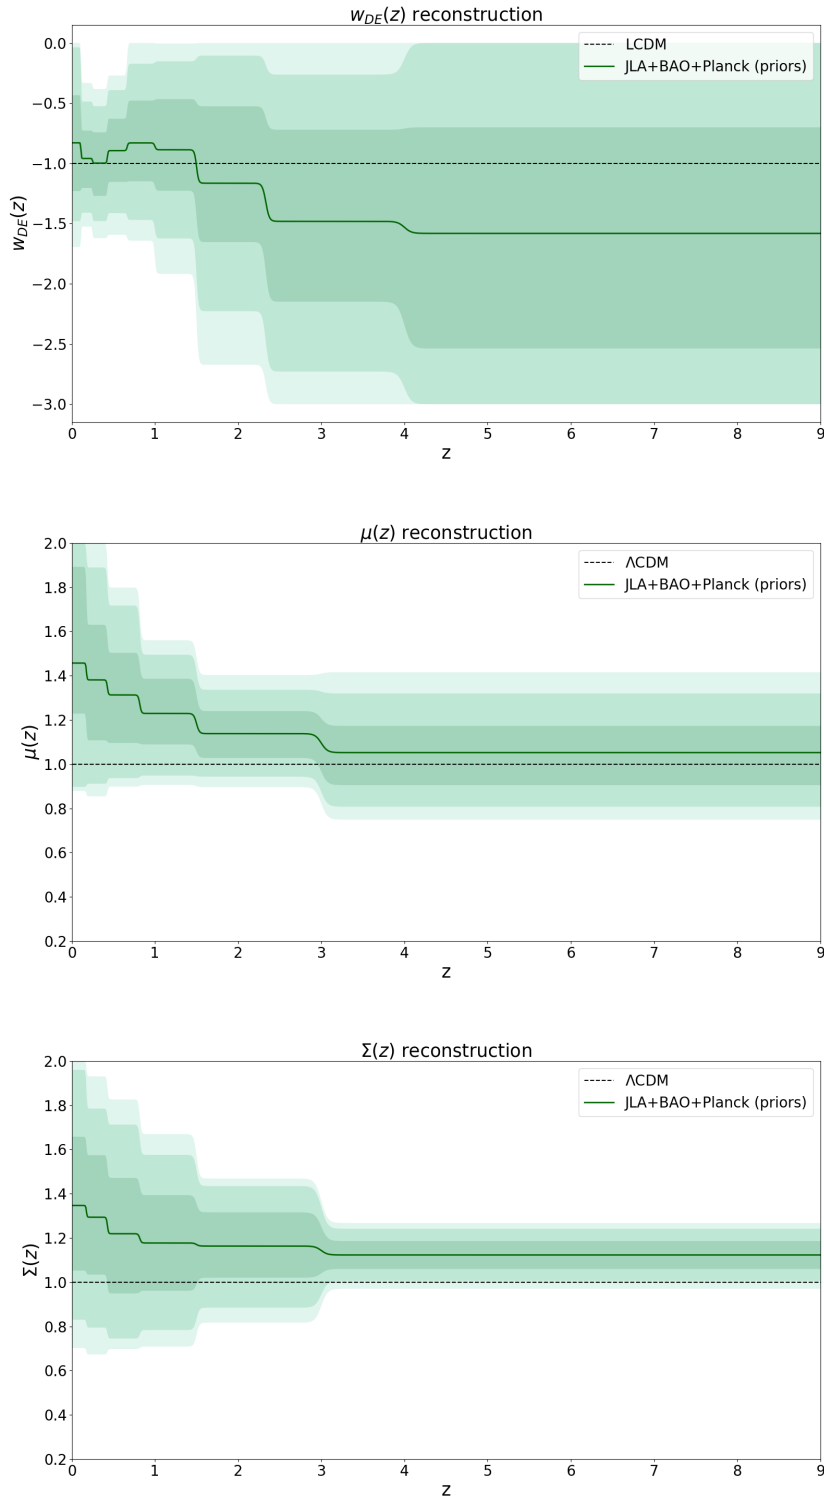 w_DE(z) reconstruction
LCDM
JLA+BAO+Planck (priors)
0.0
−0.5
−1.0
−1.5
−2.0
−2.5
−3.0
w_DE(z)
0 1 2 3 4 5 6 7 8 9
z
μ(z) reconstruction
ΛCDM
JLA+BAO+Planck (priors)
2.0
1.8
1.6
1.4
1.2
1.0
0.8
0.6
0.4
0.2
μ(z)
0 1 2 3 4 5 6 7 8 9
z
Σ(z) reconstruction
ΛCDM
JLA+BAO+Planck (priors)
2.0
1.8
1.6
1.4
1.2
1.0
0.8
0.6
0.4
0.2
Σ(z)
0 1 2 3 4 5 6 7 8 9
z